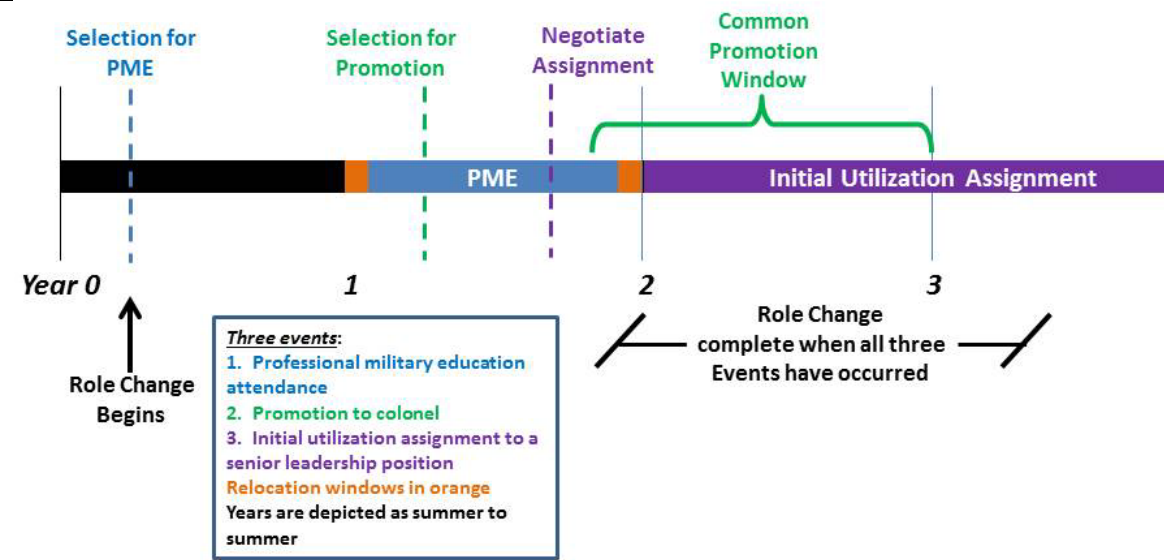 Selection for
PME
Selection for
Promotion
Negotiate
Assignment
Common
Promotion
Window
PME
Initial Utilization Assignment
Year 0
1
2
3
Role Change
Begins
Three events:
1. Professional military education
attendance
2. Promotion to colonel
3. Initial utilization assignment to a
senior leadership position
Relocation windows in orange
Years are depicted as summer to
summer
Role Change
complete when all three
Events have occurred